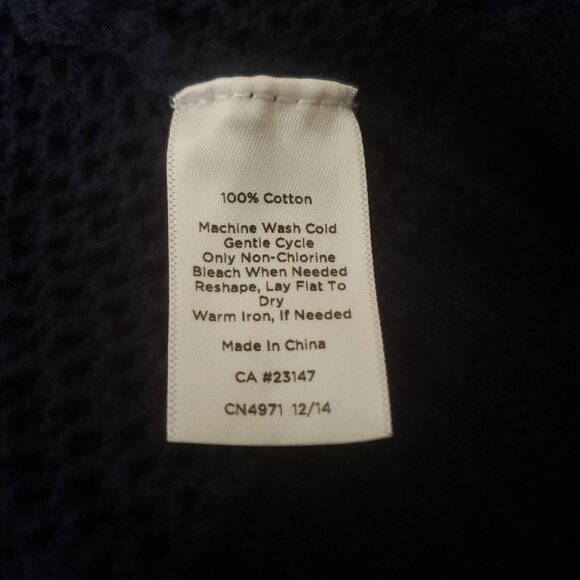 100% Cotton
Machine Wash Cold
Gentle Cycle
Only Non-Chlorine
Bleach When Needed
Reshape, Lay Flat To
Dry
Warm Iron, If Needed
Made In China
CA #23147
CN4971 12/14